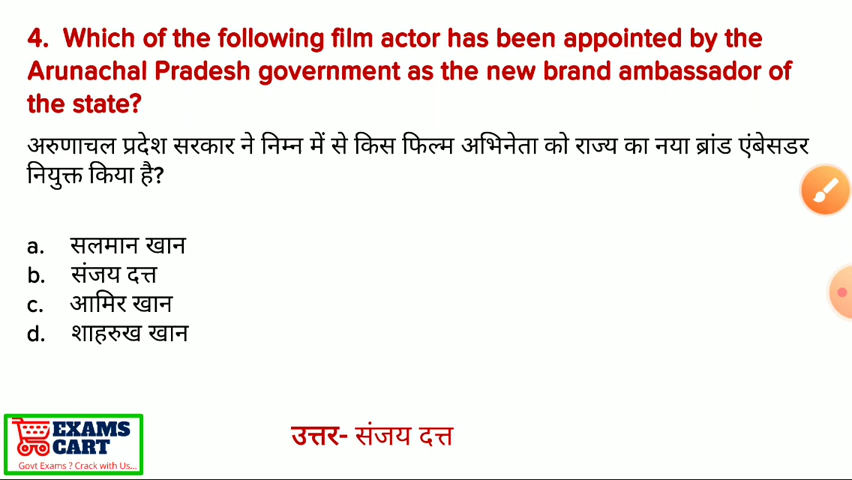 4. Which of the following film actor has been appointed by the
Arunachal Pradesh government as the new brand ambassador of
the state?
अरुणाचल प्रदेश सरकार ने निम्न में से किस फिल्म अभिनेता को राज्य का नया ब्रांड एंबेसडर
नियुक्त किया है?
a. सलमान खान
b. संजय दत्त
c. आमिर खान
d. शाहरुख खान
उत्तर- संजय दत्त
EXAMS
CART
Govt Exams ? Crack with Us...